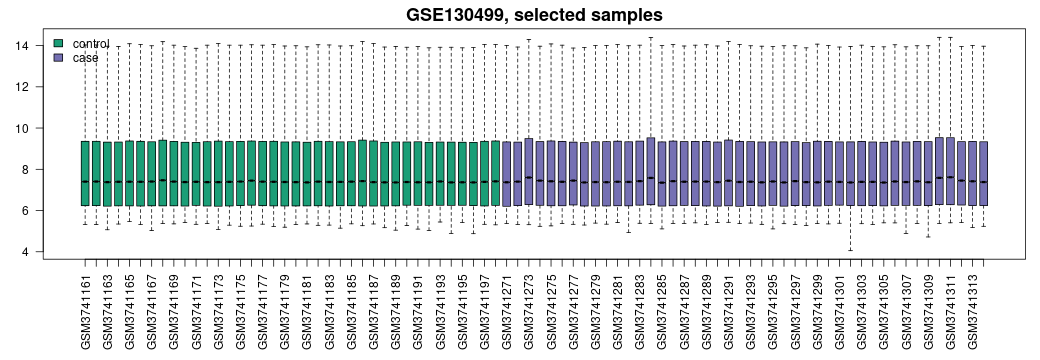 GSE130499, selected samples
control
case
14
12
10
8
6
4
GSM3741161
GSM3741163
GSM3741165
GSM3741167
GSM3741169
GSM3741171
GSM3741173
GSM3741175
GSM3741177
GSM3741179
GSM3741181
GSM3741183
GSM3741185
GSM3741187
GSM3741189
GSM3741191
GSM3741193
GSM3741195
GSM3741197
GSM3741271
GSM3741273
GSM3741275
GSM3741277
GSM3741279
GSM3741281
GSM3741283
GSM3741285
GSM3741287
GSM3741289
GSM3741291
GSM3741293
GSM3741295
GSM3741297
GSM3741299
GSM3741301
GSM3741303
GSM3741305
GSM3741307
GSM3741309
GSM3741311
GSM3741313